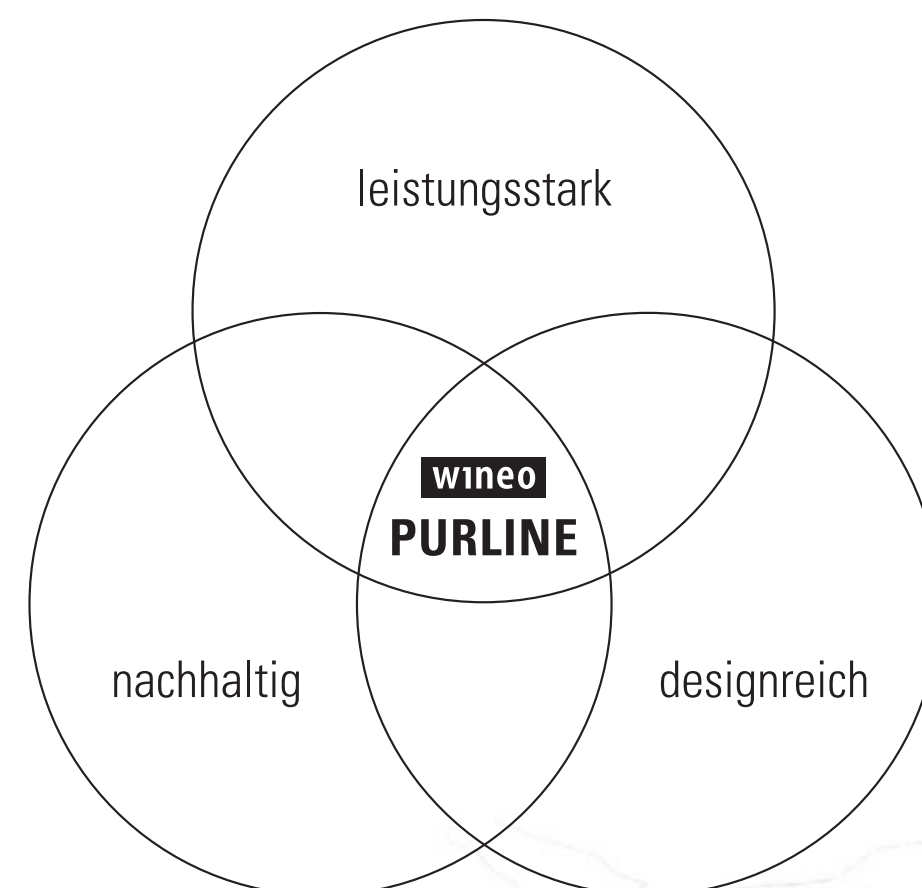 leistungsstark
wineo
PURLINE
nachhaltig
designreich